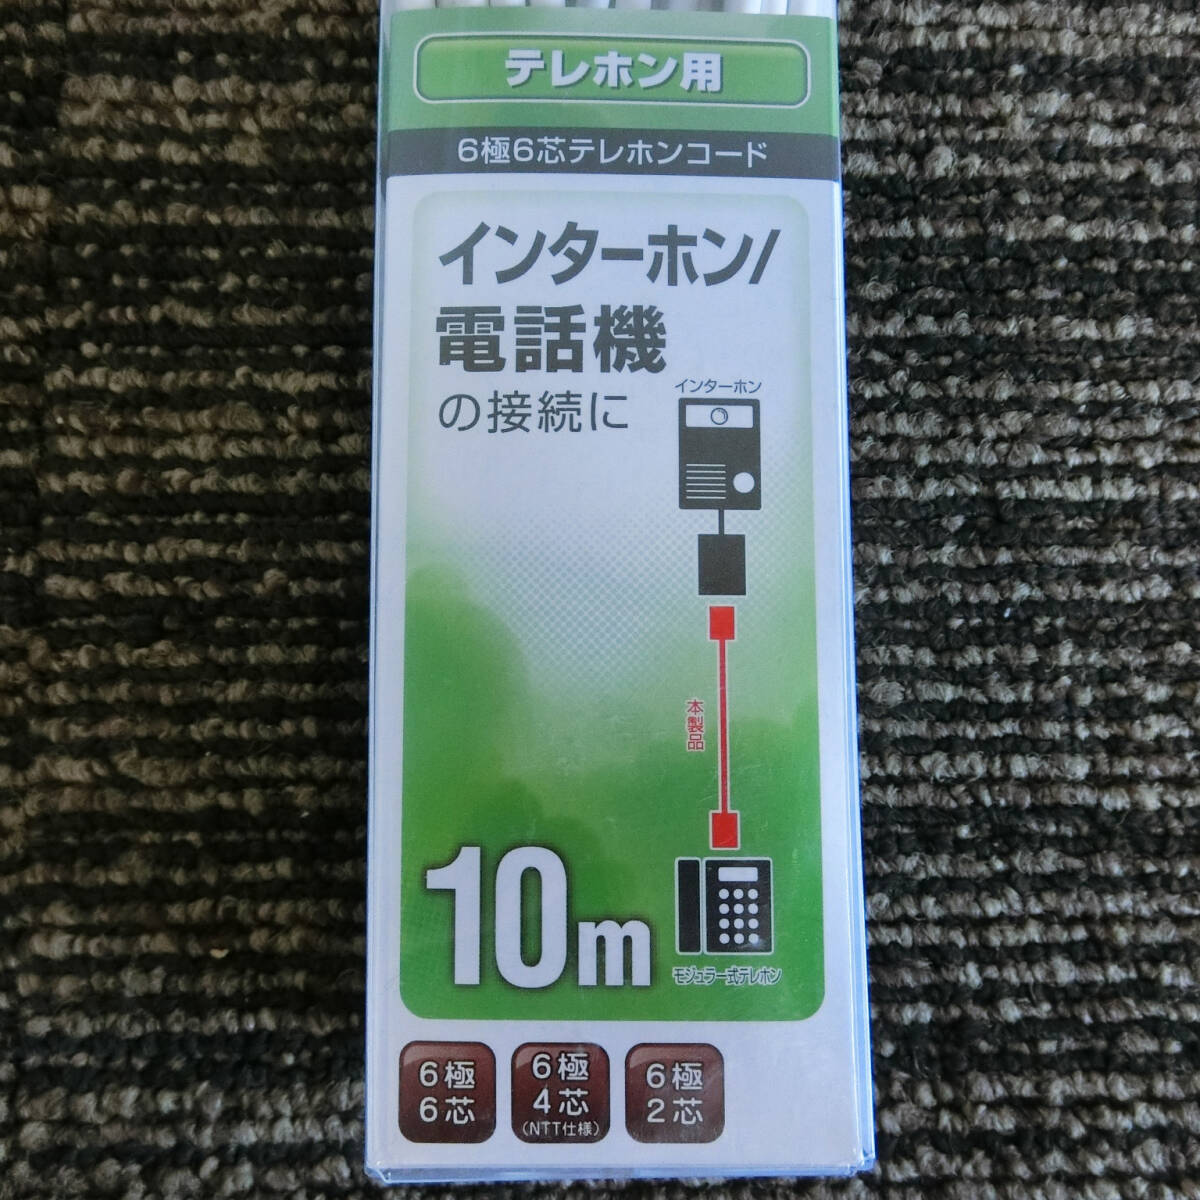 テレホン用
6極6芯テレホンコード
インターホン/
電話機
の接続に
インターホン
本製品
10m
モジュラー式テレホン
6極
6芯
6極
4芯
(NTT仕様)
6極
2芯